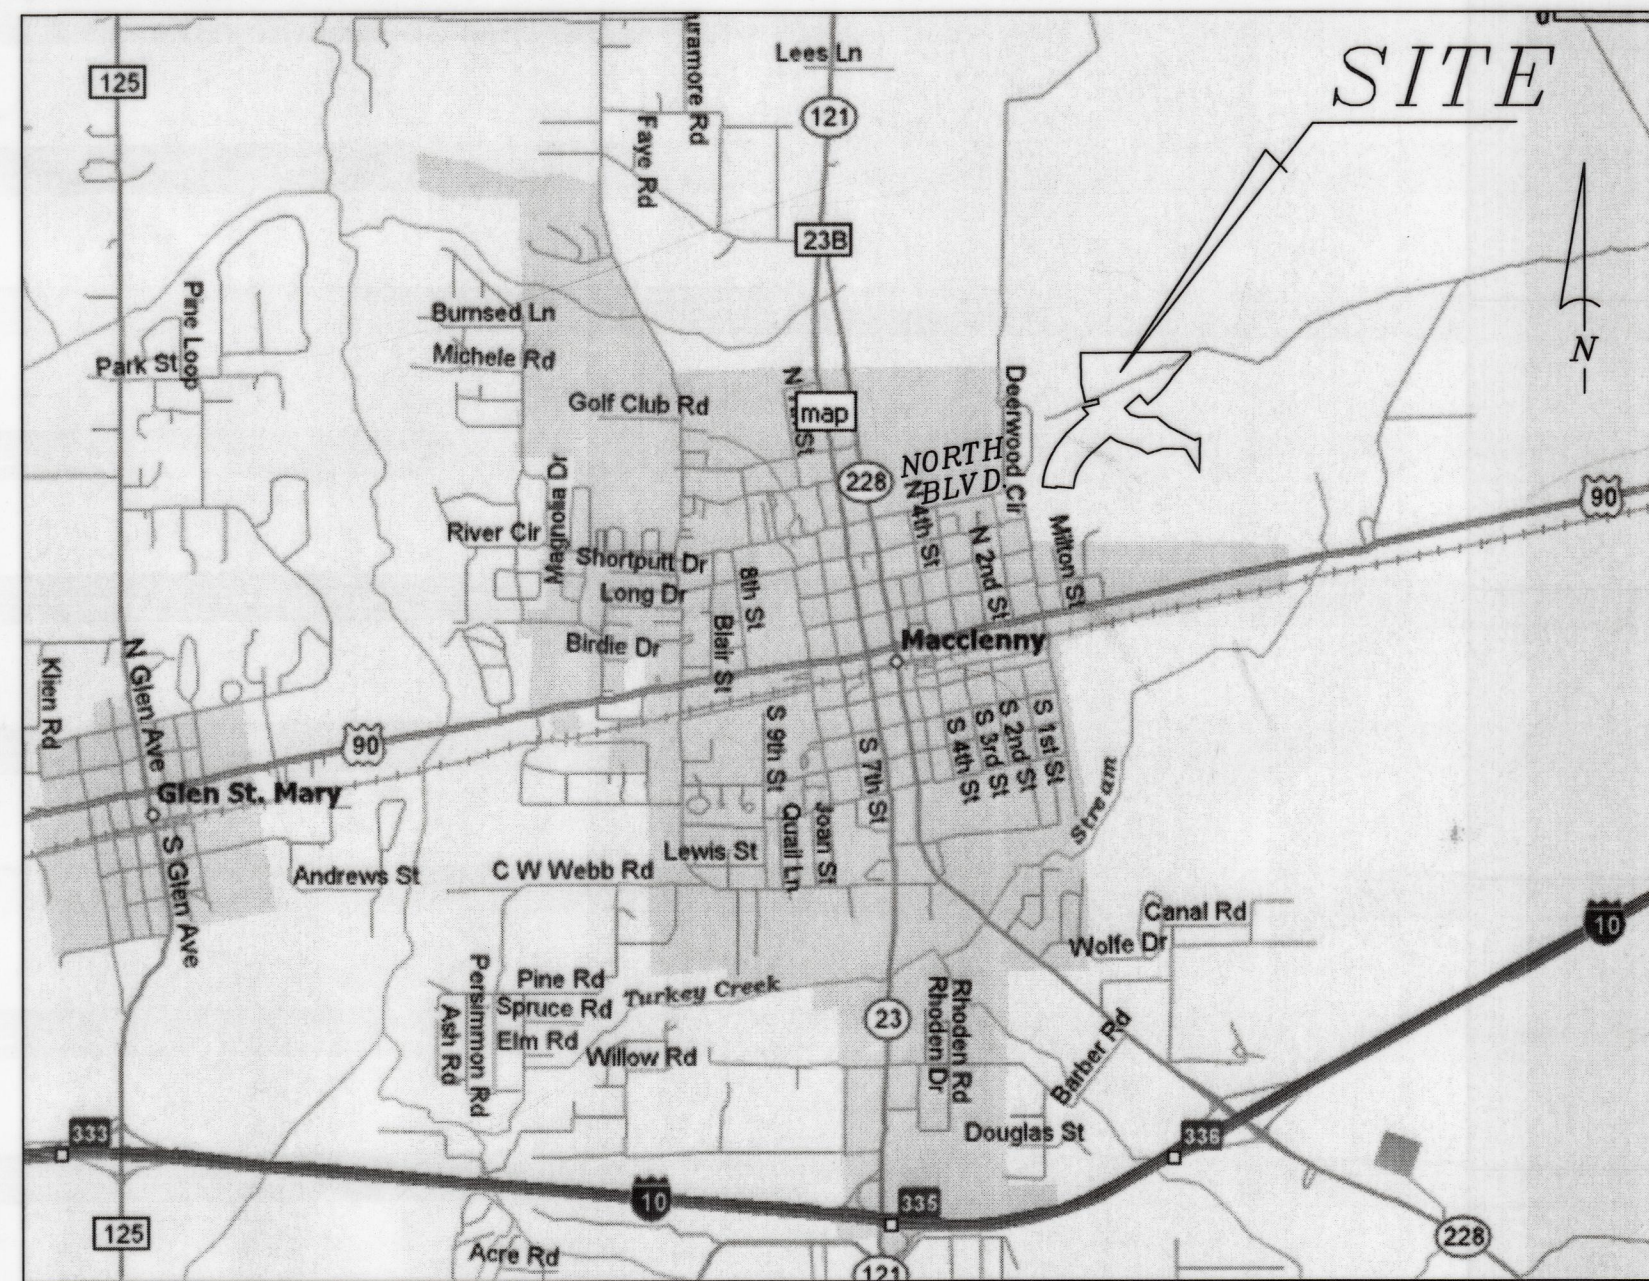 125
Lees Ln
SITE
121
Faye Rd
23B
Pine Loop
Burnsed Ln
Michele Rd
Park St
Golf Club Rd
map
Deerwood Clr
N
NORTH
BLVD.
228
90
Magnolia Dr
River Clr
N 4th St
N 2nd St
Milton St
Shortputt Dr
8th St
Long Dr
Blair St
Birdie Dr
Macclenny
N Glen Ave
Klien Rd
90
S 9th St
S 7th St
S 4th St
S 3rd St
S 2nd St
S 1st St
Glen St. Mary
Stream
Quail Ln
Joan St
S Glen Ave
Lewis St
Andrews St
C W Webb Rd
Canal Rd
10
Wolfe Dr
Persimmon Rd
Pine Rd
Turkey Creek
Spruce Rd
Ash Rd
Elm Rd
Willow Rd
23
Rhoden Rd
Rhoden Dr
Barber Rd
333
Douglas St
336
10
335
125
228
Acre Rd
121